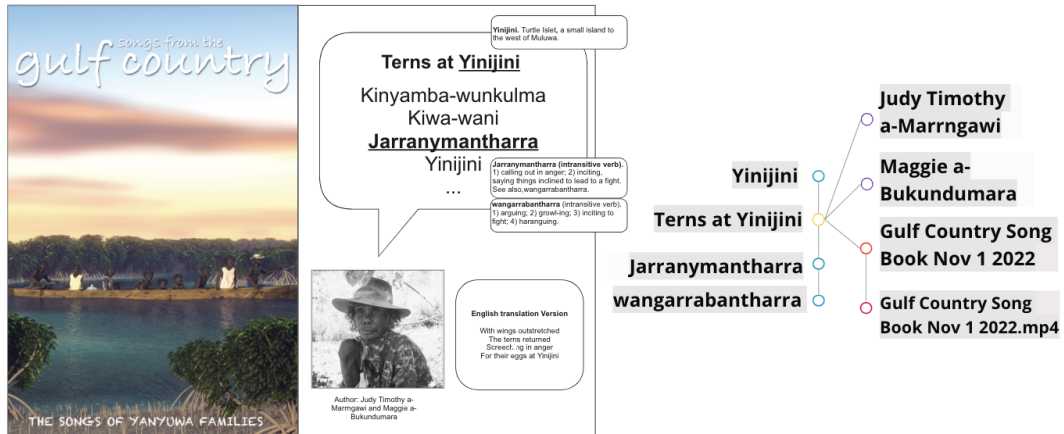 songs from the
gulf country
THE SONGS OF YANYUWA FAMILIES
Yinijini. Turtle Islet, a small island to
the west of Muluwa.
Terns at Yinijini
Kinyamba-wunkulma
Kiwa-wani
Jarranymantharra
Yinijini
...
Jarranymantharra (intransitive verb).
1) calling out in anger; 2) inciting,
saying things inclined to lead to a fight.
See also,wangarrabantharra.
wangarrabantharra (intransitive verb).
1) arguing; 2) growl-ing; 3) inciting to
fight; 4) haranguing.
Author: Judy Timothy a-
Marrngawi and Maggie a-
Bukundumara
English translation Version
With wings outstretched
The terns returned
Screeching in anger
For their eggs at Yinijini
Yinijini
Terns at Yinijini
Jarranymantharra
wangarrabantharra
Judy Timothy
a-Marrngawi
Maggie a-
Bukundumara
Gulf Country Song
Book Nov 1 2022
Gulf Country Song
Book Nov 1 2022.mp4